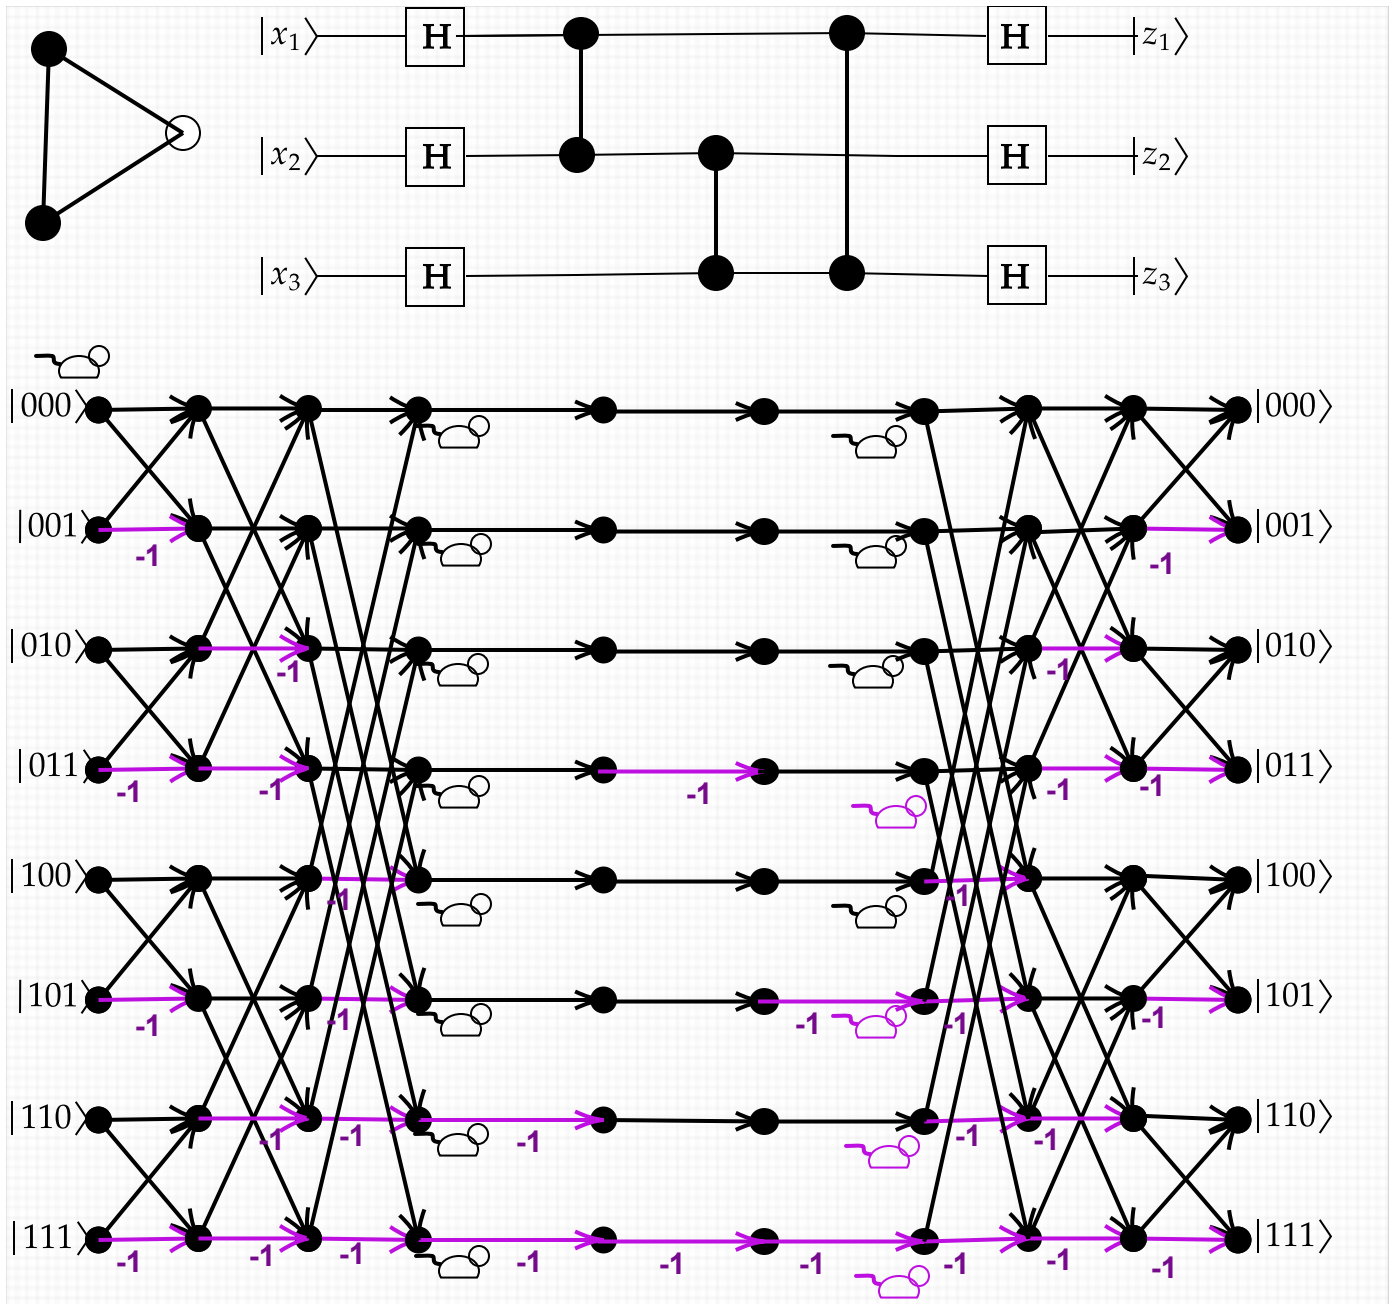 |x₁⟩ H H |z₁⟩
|x₂⟩ H H |z₂⟩
|x₃⟩ H H |z₃⟩
|000⟩ |000⟩
|001⟩ |001⟩
-1 -1
|010⟩ |010⟩
-1 -1
|011⟩ |011⟩
-1 -1 -1 -1 -1
|100⟩ |100⟩
-1 -1
|101⟩ |101⟩
-1 -1 -1 -1 -1
|110⟩ |110⟩
-1 -1 -1 -1 -1
|111⟩ |111⟩
-1 -1 -1 -1 -1 -1 -1 -1 -1